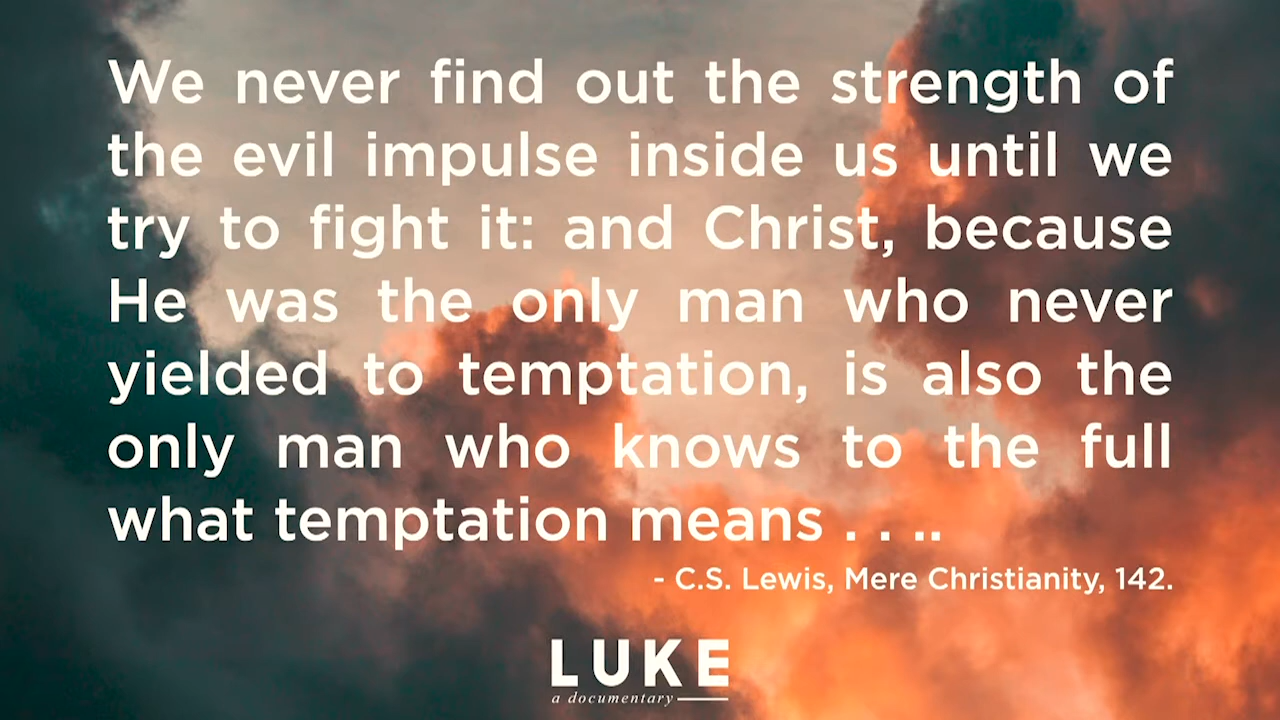 We never find out the strength of
the evil impulse inside us until we
try to fight it: and Christ, because
He was the only man who never
yielded to temptation, is also the
only man who knows to the full
what temptation means . . ..
- C.S. Lewis, Mere Christianity, 142.
LUKE
a documentary